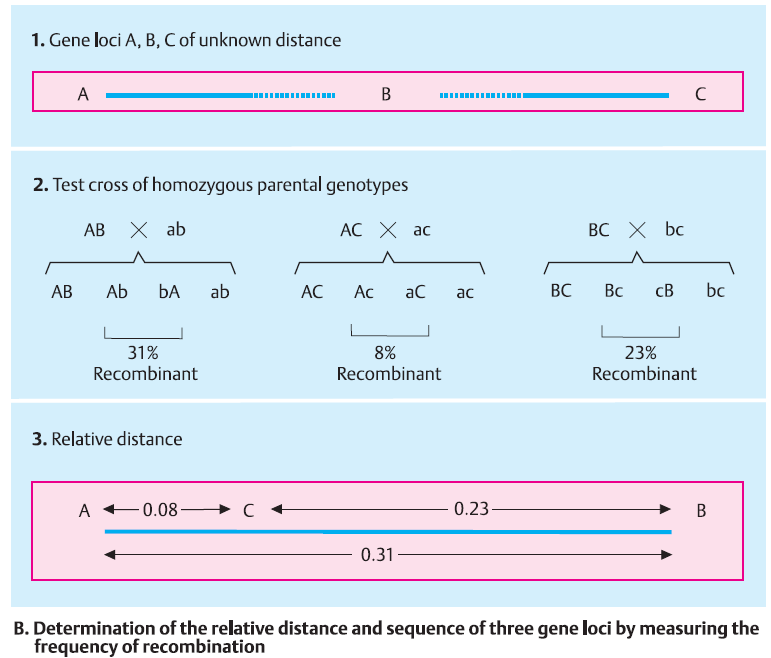 1. Gene loci A, B, C of unknown distance
A B C
2. Test cross of homozygous parental genotypes
AB × ab AC × ac BC × bc
AB Ab bA ab AC Ac aC ac BC Bc cB bc
31% 8% 23%
Recombinant Recombinant Recombinant
3. Relative distance
A 0.08 C 0.23 B
0.31
B. Determination of the relative distance and sequence of three gene loci by measuring the
frequency of recombination